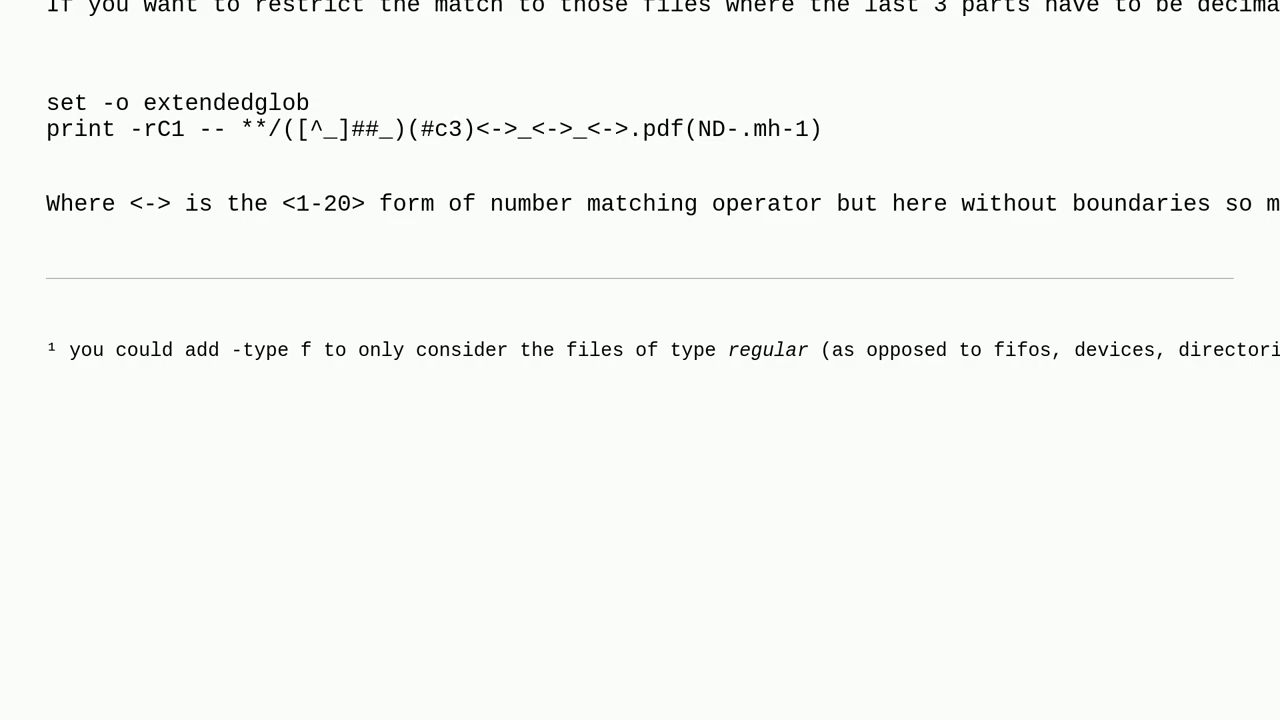 If you want to restrict the match to those files where the last 3 parts have to be decima
set -o extendedglob
print -rC1 -- **/([^_]##_)(#c3)<->_<->_<->.pdf(ND-.mh-1)
Where <-> is the <1-20> form of number matching operator but here without boundaries so m
¹ you could add -type f to only consider the files of type regular (as opposed to fifos, devices, directori